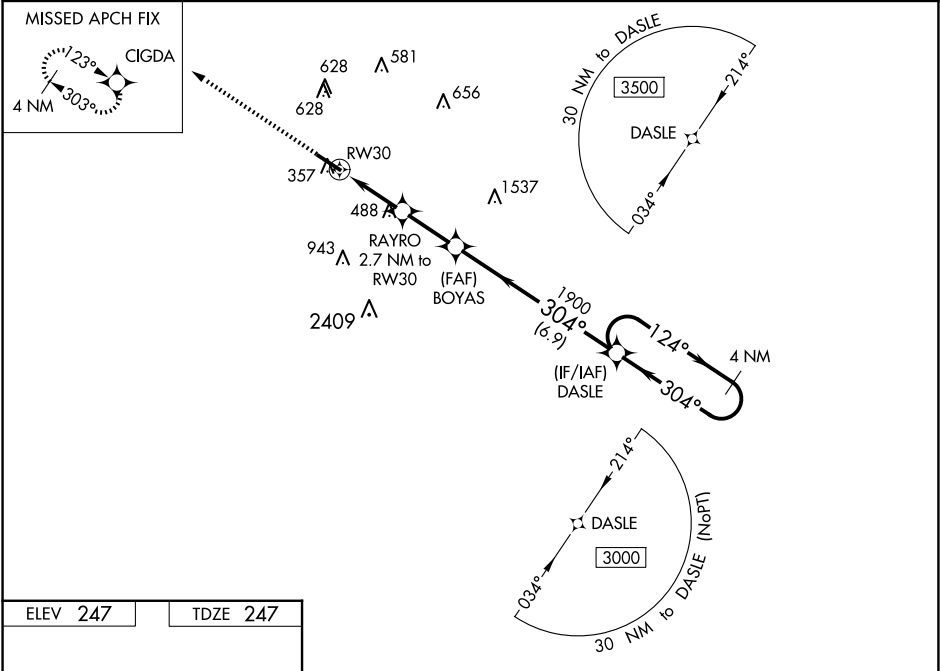 MISSED APCH FIX
CIGDA
123°
303°
4 NM
628
628
581
656
30 NM to DASLE
3500
214°
DASLE
034°
RW30
357
1537
488
RAYRO
2.7 NM to
RW30
943
(FAF)
BOYAS
2409
1900
304°
(6.9)
124°
4 NM
(IF/IAF)
DASLE
304°
214°
DASLE
3000
034°
30 NM to DASLE (NoPT)
ELEV 247
TDZE 247